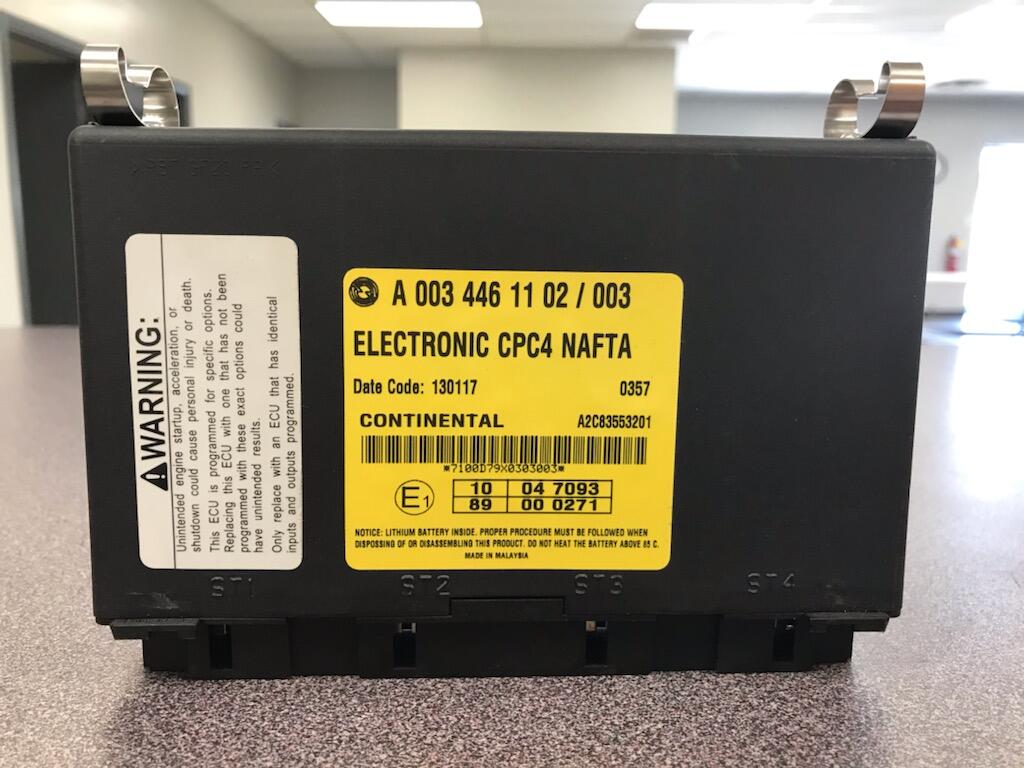 WARNING:
Unintended engine startup, acceleration, or
shutdown could cause personal injury or death.
This ECU is programmed for specific options.
Replacing this ECU with one that has not been
programmed with these exact options could
have unintended results.
Only replace with an ECU that has identical
inputs and outputs programmed.
A 003 446 11 02 / 003
ELECTRONIC CPC4 NAFTA
Date Code: 130117 0357
CONTINENTAL A2C83553201
*7100D79X0303003*
E1 10 04 7093
89 00 0271
NOTICE: LITHIUM BATTERY INSIDE. PROPER PROCEDURE MUST BE FOLLOWED WHEN
DISPOSSING OF OR DISASSEMBLING THIS PRODUCT. DO NOT HEAT THE BATTERY ABOVE 85 C.
MADE IN MALAYSIA
ST1 ST2 ST3 ST4